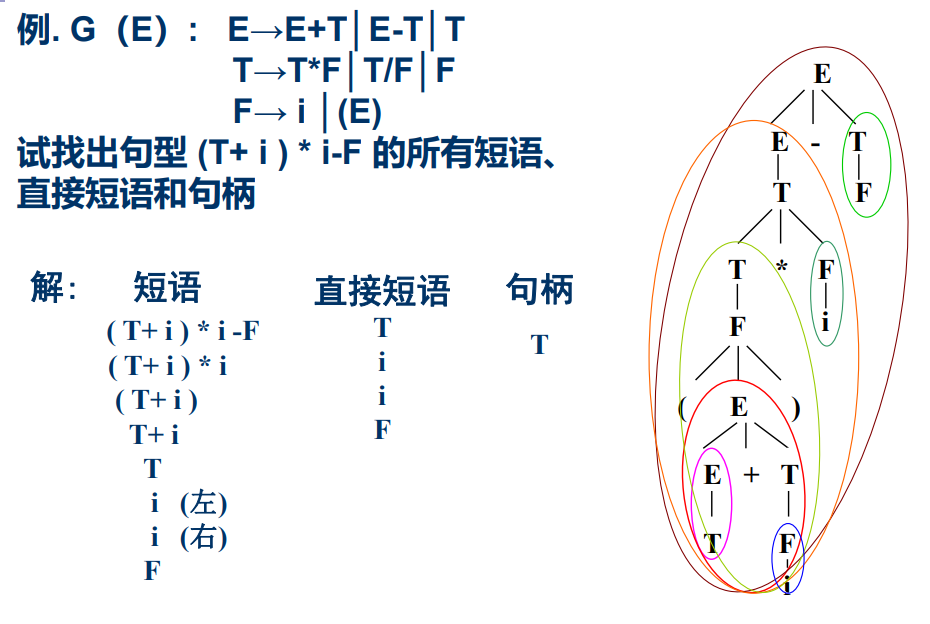 例. G（E）: E→E+T│E-T│T
T→T*F│T/F│F
F→ i │(E)
试找出句型 (T+ i ) * i-F 的所有短语、
直接短语和句柄
解: 短语 直接短语 句柄
( T+ i ) * i -F
( T+ i ) * i
( T+ i )
T+ i
T
i (左)
i (右)
F
T
i
i
F
T
E
E - T
T F
T * F
F i
( E )
E + T
T F
i